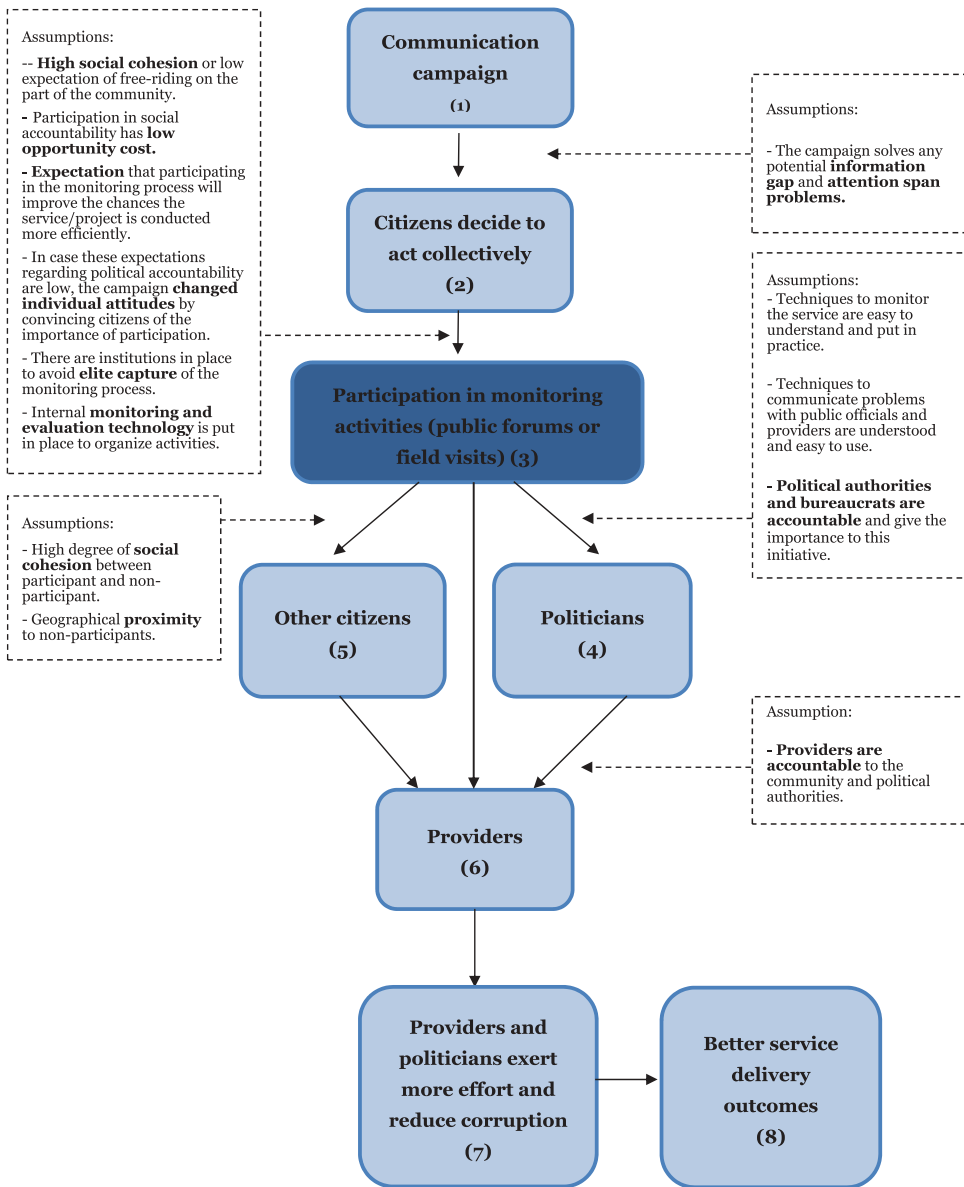 Assumptions:
-- High social cohesion or low
expectation of free-riding on the
part of the community.
- Participation in social
accountability has low
opportunity cost.
- Expectation that participating
in the monitoring process will
improve the chances the
service/project is conducted
more efficiently.
- In case these expectations
regarding political accountability
are low, the campaign changed
individual attitudes by
convincing citizens of the
importance of participation.
- There are institutions in place
to avoid elite capture of the
monitoring process.
- Internal monitoring and
evaluation technology is put
in place to organize activities.
Communication
campaign
(1)
Assumptions:
- The campaign solves any
potential information
gap and attention span
problems.
Citizens decide to
act collectively
(2)
Assumptions:
- Techniques to monitor
the service are easy to
understand and put in
practice.
- Techniques to
communicate problems
with public officials and
providers are understood
and easy to use.
- Political authorities
and bureaucrats are
accountable and give the
importance to this
initiative.
Participation in monitoring
activities (public forums or
field visits) (3)
Assumptions:
- High degree of social
cohesion between
participant and non-
participant.
- Geographical proximity
to non-participants.
Other citizens
(5)
Politicians
(4)
Assumption:
- Providers are
accountable to the
community and political
authorities.
Providers
(6)
Providers and
politicians exert
more effort and
reduce corruption
(7)
Better service
delivery
outcomes
(8)